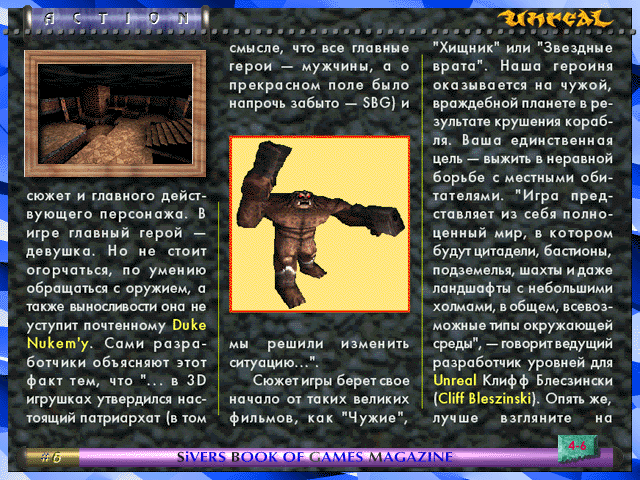 ACTION
Unreal
сюжет и главного дейст-
вующего персонажа. В
игре главный герой —
девушка. Но не стоит
огорчаться, по умению
обращаться с оружием, а
также выносливости она не
уступит почтенному Duke
Nukem'у. Сами разра-
ботчики объясняют этот
факт тем, что "... в 3D
игрушках утвердился нас-
тоящий патриархат (в том
смысле, что все главные
герои — мужчины, а о
прекрасном поле было
напрочь забыто — SBG) и
мы решили изменить
ситуацию...".
Сюжет игры берет свое
начало от таких великих
фильмов, как "Чужие",
"Хищник" или "Звездные
врата". Наша героиня
оказывается на чужой,
враждебной планете в ре-
зультате крушения кораб-
ля. Ваша единственная
цель — выжить в неравной
борьбе с местными оби-
тателями. "Игра пред-
ставляет из себя полно-
ценный мир, в котором
будут цитадели, бастионы,
подземелья, шахты и даже
ландшафты с небольшими
холмами, в общем, всевоз-
можные типы окружающей
среды", — говорит ведущий
разработчик уровней для
Unreal Клифф Блесзински
(Cliff Bleszinski). Опять же,
лучше взгляните на
#6
SiVERS BOOK OF GAMES MAGAZINE
4-6